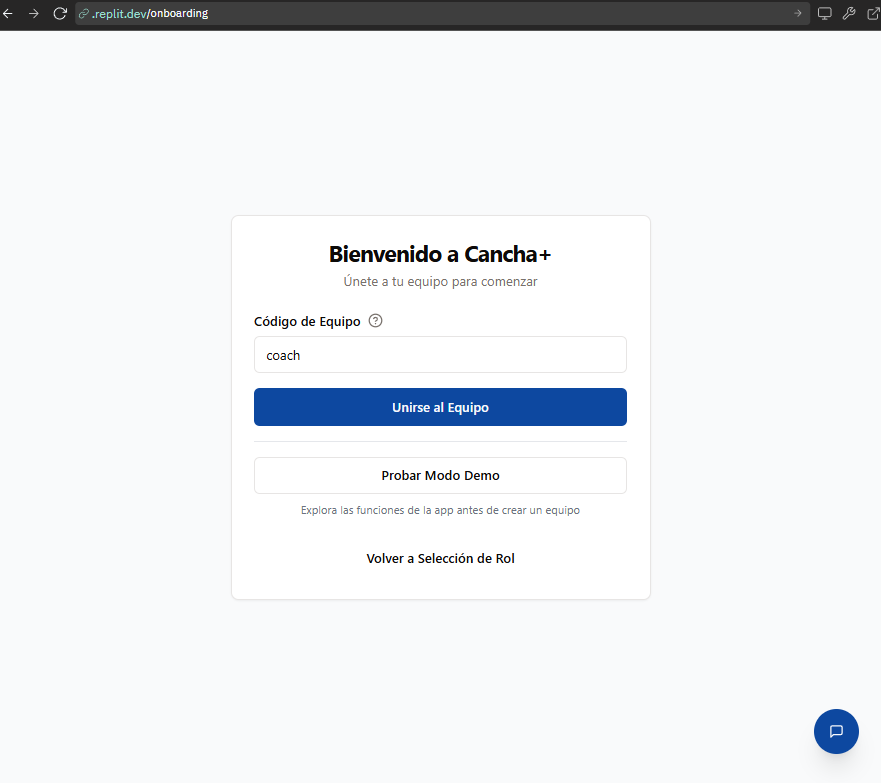 .replit.dev/onboarding
Bienvenido a Cancha+
Únete a tu equipo para comenzar
Código de Equipo
coach
Unirse al Equipo
Probar Modo Demo
Explora las funciones de la app antes de crear un equipo
Volver a Selección de Rol